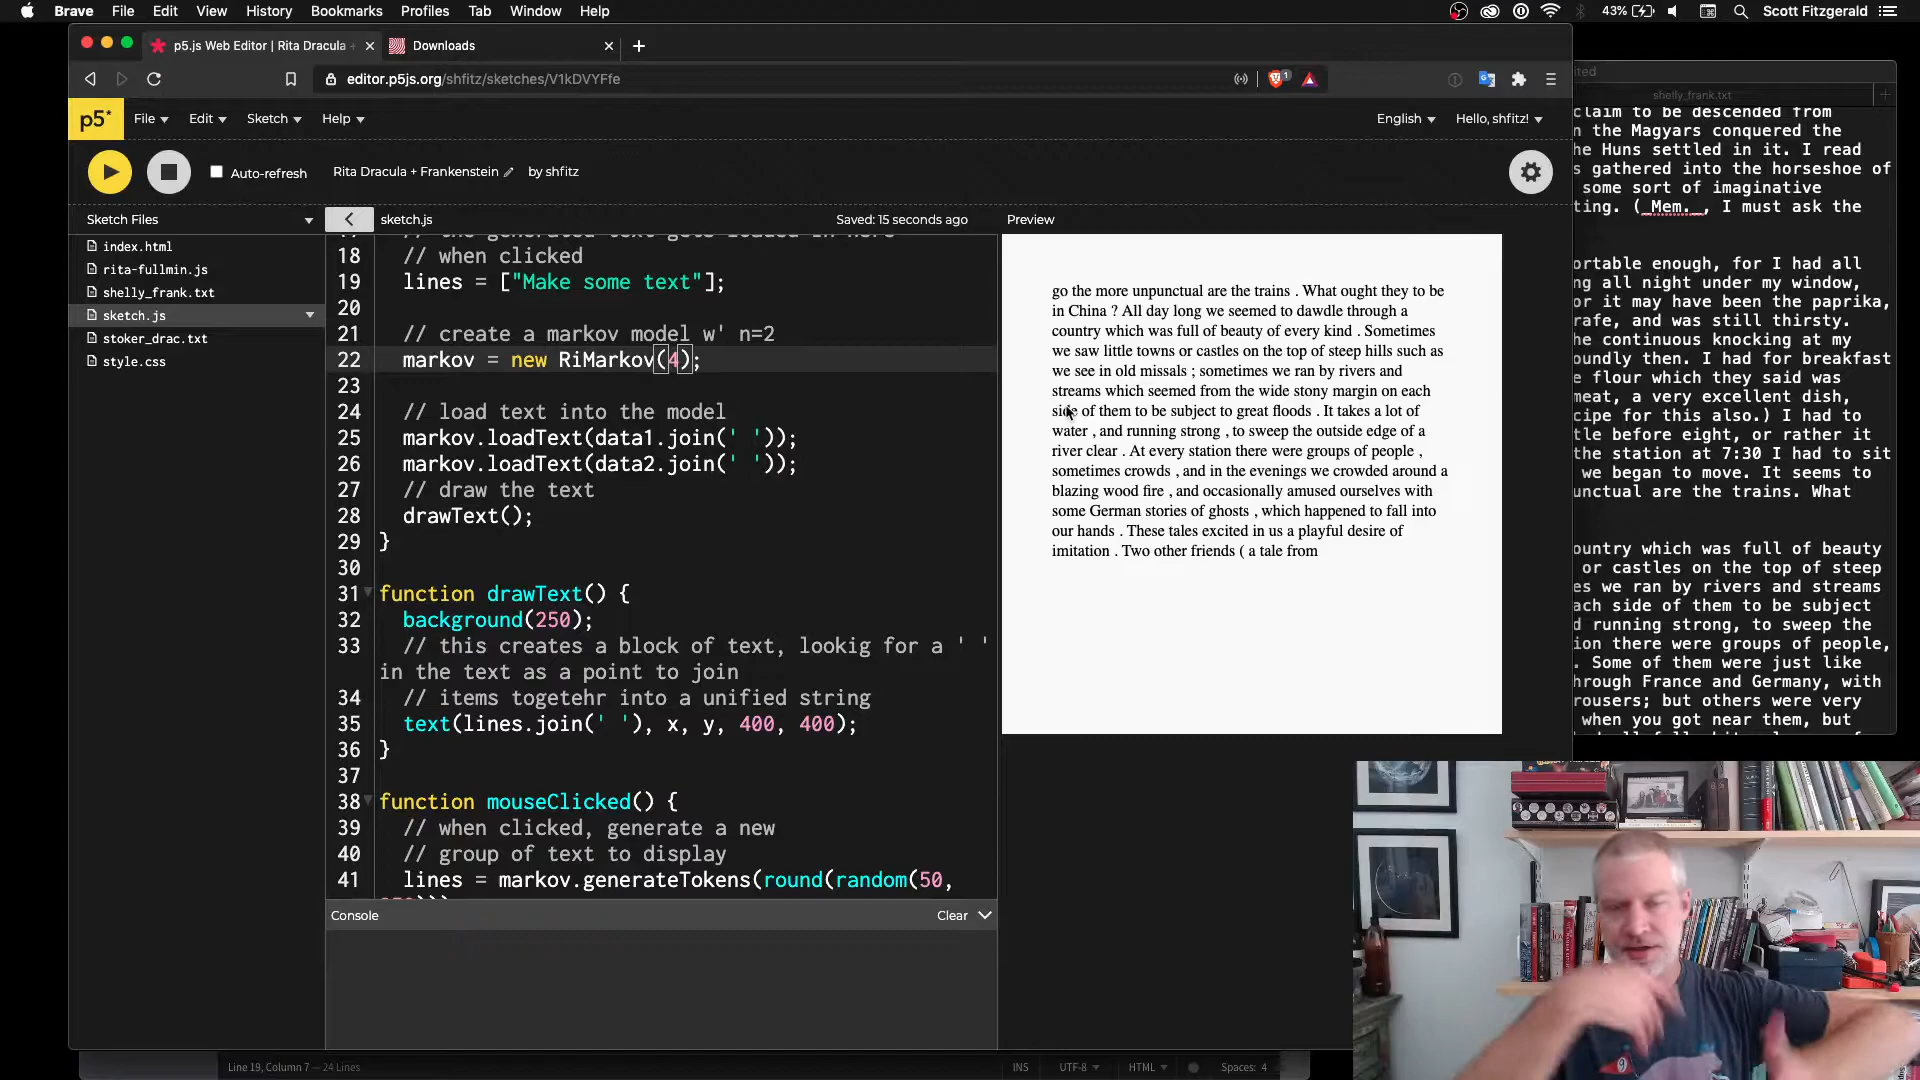 Brave File Edit View History Bookmarks Profiles Tab Window Help
43%
Scott Fitzgerald
p5.js Web Editor | Rita Dracula +
Downloads
editor.p5js.org/shfitz/sketches/V1kDVYFfe
1
p5*
File
Edit
Sketch
Help
English
Hello, shfitz!
Auto-refresh
Rita Dracula + Frankenstein
by shfitz
Sketch Files
index.html
rita-fullmin.js
shelly_frank.txt
sketch.js
stoker_drac.txt
style.css
sketch.js
Saved: 15 seconds ago
18 // when clicked
19 lines = ["Make some text"];
20
21 // create a markov model w' n=2
22 markov = new RiMarkov(4);
23
24 // load text into the model
25 markov.loadText(data1.join(' '));
26 markov.loadText(data2.join(' '));
27 // draw the text
28 drawText();
29 }
30
31 function drawText() {
32 background(250);
33 // this creates a block of text, lookig for a ' '
in the text as a point to join
34 // items togetehr into a unified string
35 text(lines.join(' '), x, y, 400, 400);
36 }
37
38 function mouseClicked() {
39 // when clicked, generate a new
40 // group of text to display
41 lines = markov.generateTokens(round(random(50,
Console
Clear
Preview
go the more unpunctual are the trains . What ought they to be
in China ? All day long we seemed to dawdle through a
country which was full of beauty of every kind . Sometimes
we saw little towns or castles on the top of steep hills such as
we see in old missals ; sometimes we ran by rivers and
streams which seemed from the wide stony margin on each
side of them to be subject to great floods . It takes a lot of
water , and running strong , to sweep the outside edge of a
river clear . At every station there were groups of people ,
sometimes crowds , and in the evenings we crowded around a
blazing wood fire , and occasionally amused ourselves with
some German stories of ghosts , which happened to fall into
our hands . These tales excited in us a playful desire of
imitation . Two other friends ( a tale from
shelly_frank.txt
claim to be descended from
n the Magyars conquered the
he Huns settled in it. I read
s gathered into the horseshoe of
some sort of imaginative
ting. (_Mem._, I must ask the
ortable enough, for I had all
ng all night under my window,
or it may have been the paprika,
rafe, and was still thirsty.
he continuous knocking at my
oundly then. I had for breakfast
e flour which they said was
meat, a very excellent dish,
cipe for this also.) I had to
tle before eight, or rather it
the station at 7:30 I had to sit
we began to move. It seems to
unctual are the trains. What
ountry which was full of beauty
or castles on the top of steep
es we ran by rivers and streams
ach side of them to be subject
d running strong, to sweep the
ion there were groups of people,
. Some of them were just like
hrough France and Germany, with
rousers; but others were very
when you got near them, but
Line 19, Column 7 — 24 Lines
INS
UTF-8
HTML
Spaces: 4